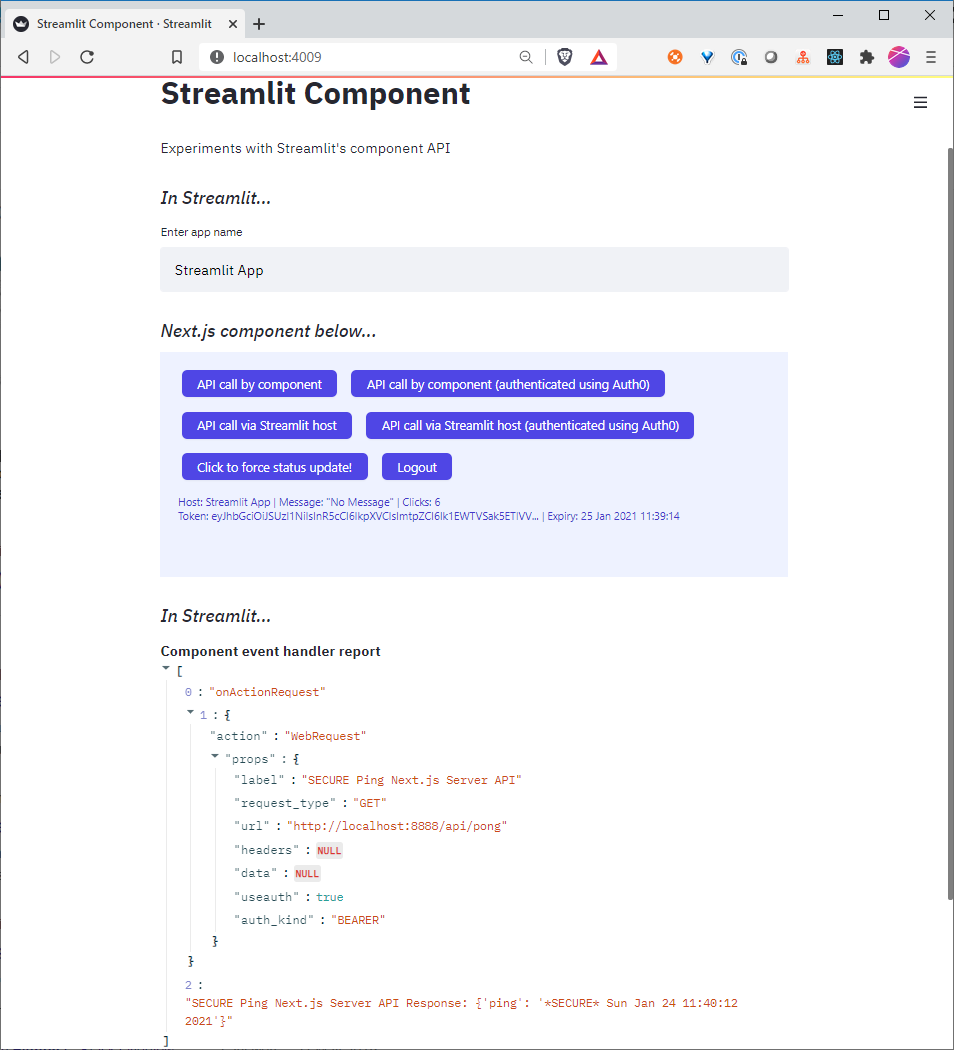 Streamlit Component · Streamlit
localhost:4009
Streamlit Component
Experiments with Streamlit's component API
In Streamlit...
Enter app name
Streamlit App
Next.js component below...
API call by component
API call by component (authenticated using Auth0)
API call via Streamlit host
API call via Streamlit host (authenticated using Auth0)
Click to force status update!
Logout
Host: Streamlit App | Message: "No Message" | Clicks: 6
Token: | Expiry: 25 Jan 2021 11:39:14
In Streamlit...
Component event handler report
[
0 : "onActionRequest"
1 : {
"action" : "WebRequest"
"props" : {
"label" : "SECURE Ping Next.js Server API"
"request_type" : "GET"
"url" : "http://localhost:8888/api/pong"
"headers" : NULL
"data" : NULL
"useauth" : true
"auth_kind" : "BEARER"
}
}
2 :
"SECURE Ping Next.js Server API Response: {'ping': '*SECURE* Sun Jan 24 11:40:12
2021'}"
]